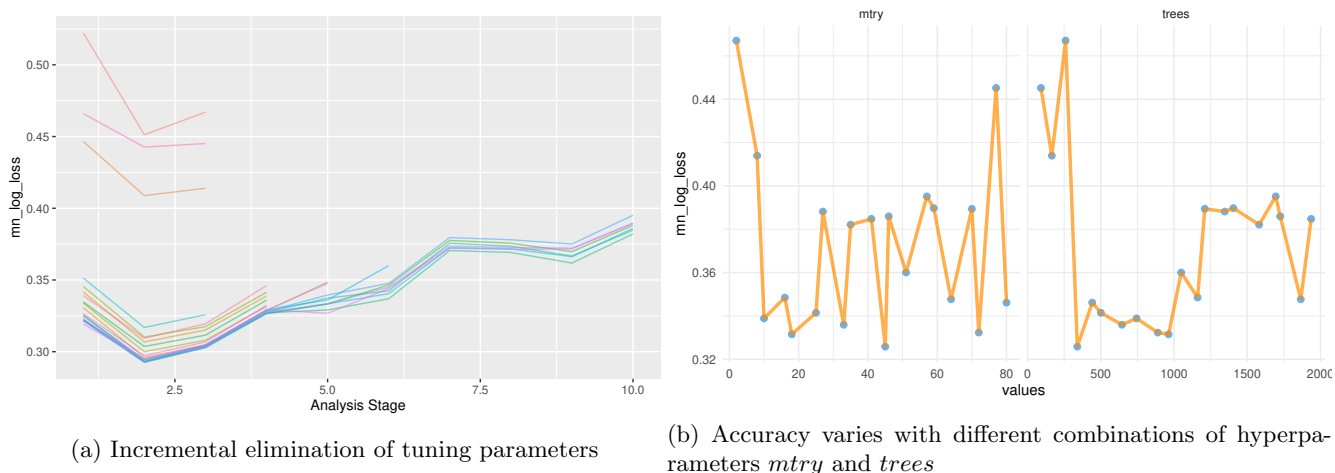 mn_log_loss
0.50
0.45
0.40
0.35
0.30
2.5
5.0
7.5
10.0
Analysis Stage
(a) Incremental elimination of tuning parameters
mtry
trees
mn_log_loss
0.44
0.40
0.36
0.32
0
20
40
60
80
0
500
1000
1500
2000
values
(b) Accuracy varies with different combinations of hyperpa-
rameters mtry and trees